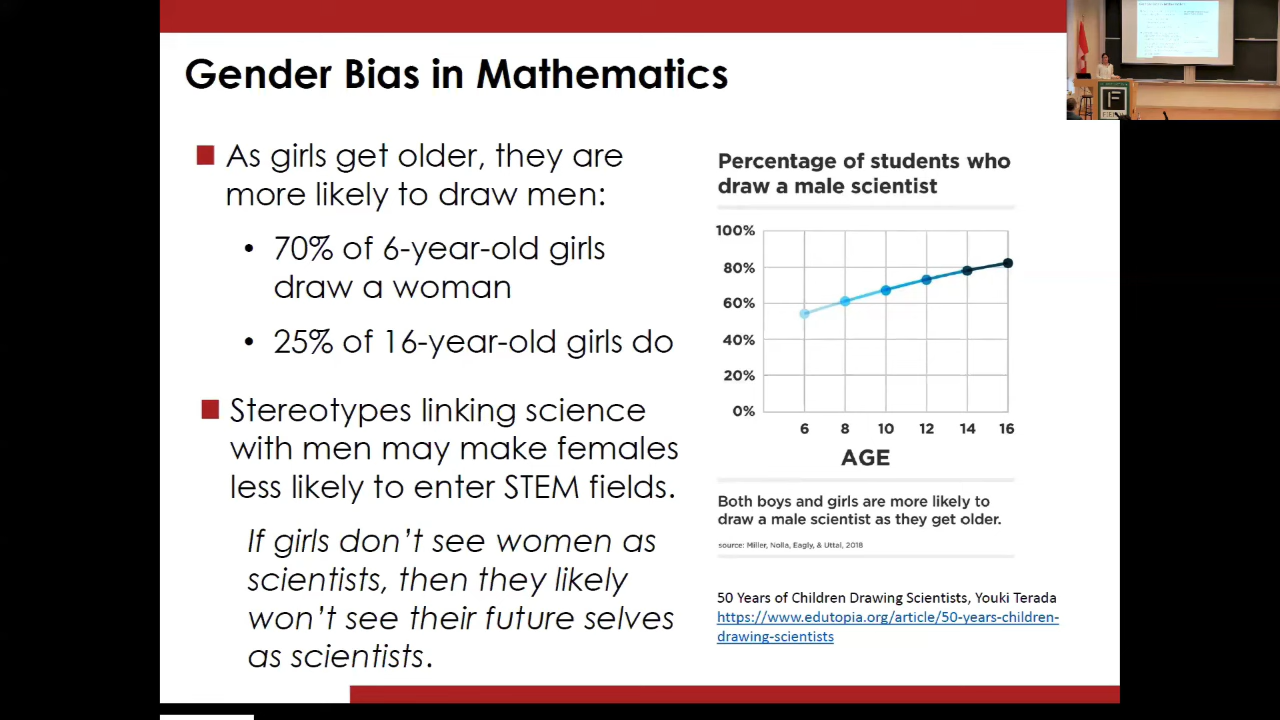 Gender Bias in Mathematics
As girls get older, they are
more likely to draw men:
• 70% of 6-year-old girls
draw a woman
• 25% of 16-year-old girls do
Stereotypes linking science
with men may make females
less likely to enter STEM fields.
If girls don't see women as
scientists, then they likely
won't see their future selves
as scientists.
Percentage of students who
draw a male scientist
100%
80%
60%
40%
20%
0%
6 8 10 12 14 16
AGE
Both boys and girls are more likely to
draw a male scientist as they get older.
source: Miller, Nolla, Eagly, & Uttal, 2018
50 Years of Children Drawing Scientists, Youki Terada
https://www.edutopia.org/article/50-years-children-
drawing-scientists